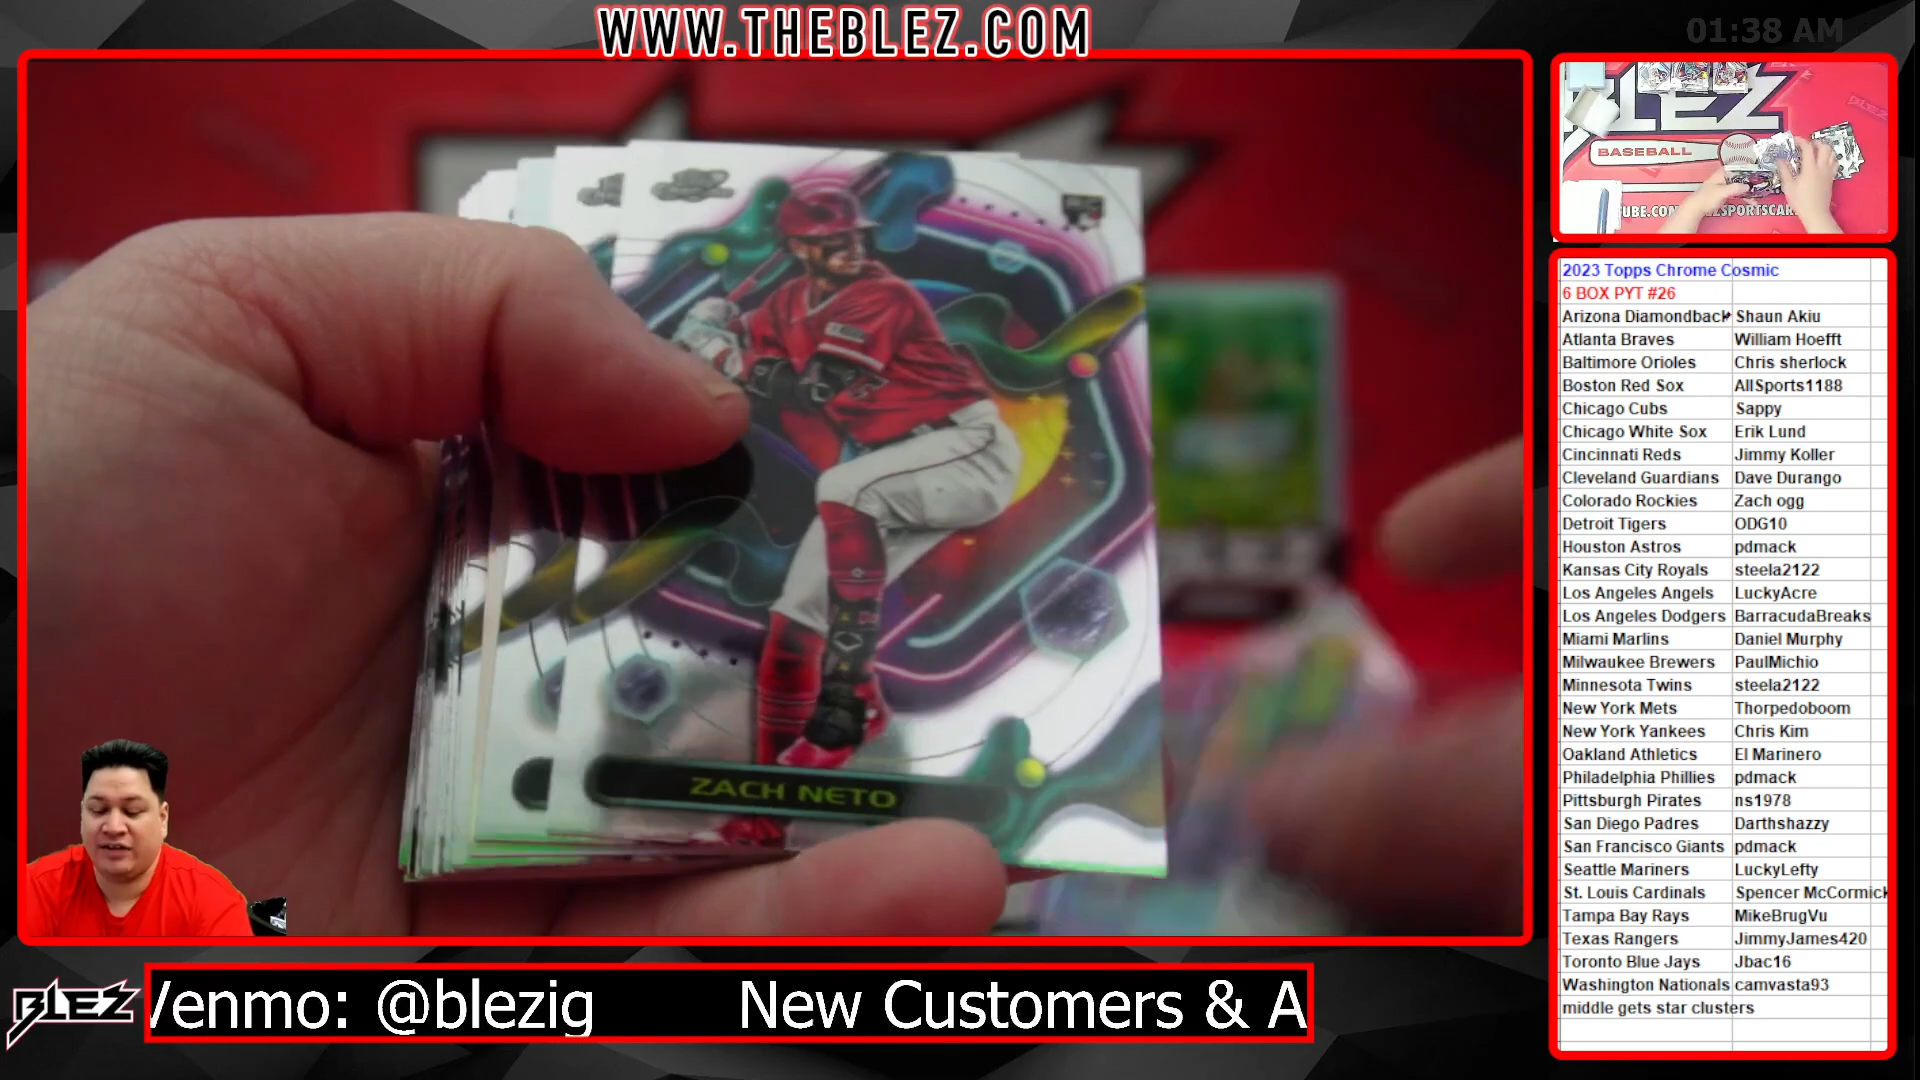 WWW.THEBLEZ.COM
01:38 AM
BLEZ
BASEBALL
ZACH NETO
2023 Topps Chrome Cosmic
6 BOX PYT #26
Arizona Diamondback Shaun Akiu
Atlanta Braves William Hoefft
Baltimore Orioles Chris sherlock
Boston Red Sox AllSports1188
Chicago Cubs Sappy
Chicago White Sox Erik Lund
Cincinnati Reds Jimmy Koller
Cleveland Guardians Dave Durango
Colorado Rockies Zach ogg
Detroit Tigers ODG10
Houston Astros pdmack
Kansas City Royals steela2122
Los Angeles Angels LuckyAcre
Los Angeles Dodgers BarracudaBreaks
Miami Marlins Daniel Murphy
Milwaukee Brewers PaulMichio
Minnesota Twins steela2122
New York Mets Thorpedoboom
New York Yankees Chris Kim
Oakland Athletics El Marinero
Philadelphia Phillies pdmack
Pittsburgh Pirates ns1978
San Diego Padres Darthshazzy
San Francisco Giants pdmack
Seattle Mariners LuckyLefty
St. Louis Cardinals Spencer McCormick
Tampa Bay Rays MikeBrugVu
Texas Rangers JimmyJames420
Toronto Blue Jays Jbac16
Washington Nationals camvasta93
middle gets star clusters
BLEZ
Venmo: @blezig New Customers & A